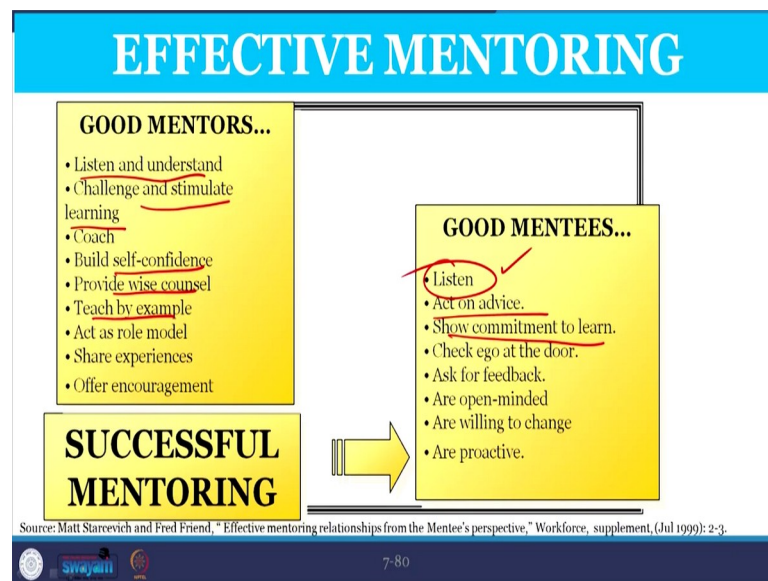 EFFECTIVE MENTORING
GOOD MENTORS...
• Listen and understand
• Challenge and stimulate
learning
• Coach
• Build self-confidence
• Provide wise counsel
• Teach by example
• Act as role model
• Share experiences
• Offer encouragement
GOOD MENTEES...
• Listen
• Act on advice.
• Show commitment to learn.
• Check ego at the door.
• Ask for feedback.
• Are open-minded
• Are willing to change
• Are proactive.
SUCCESSFUL
MENTORING
Source: Matt Starcevich and Fred Friend, “ Effective mentoring relationships from the Mentee's perspective,” Workforce, supplement, (Jul 1999): 2-3.
swayam
7-80